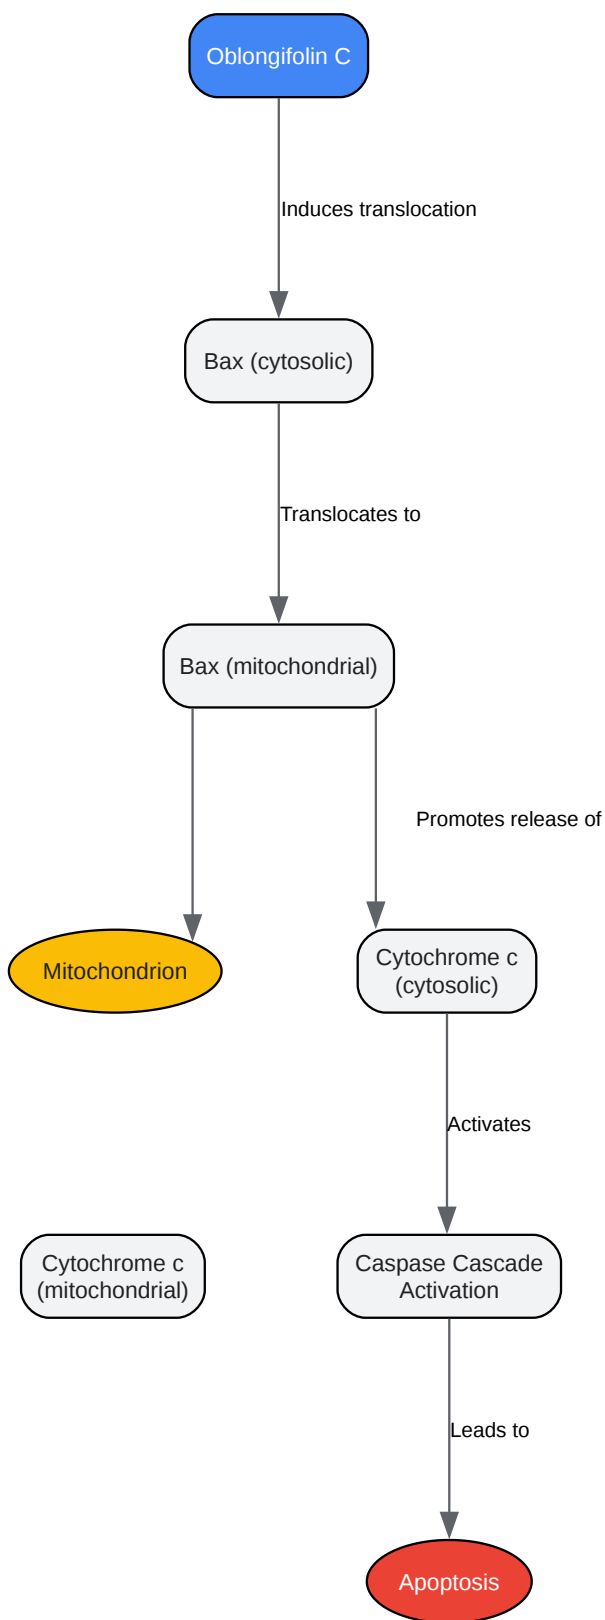 Oblongifolin C
Induces translocation
Bax (cytosolic)
Translocates to
Bax (mitochondrial)
Promotes release of
Mitochondrion
Cytochrome c
(cytosolic)
Activates
Cytochrome c
(mitochondrial)
Caspase Cascade
Activation
Leads to
Apoptosis